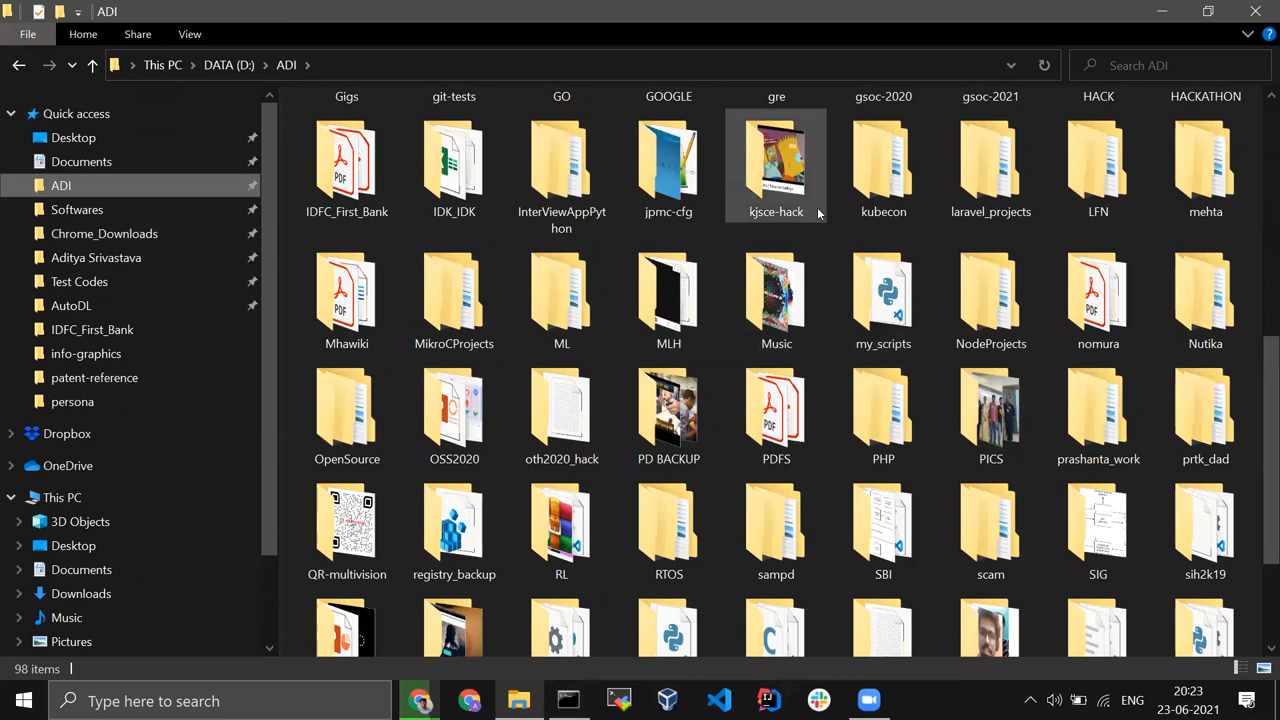 ADI
File Home Share View
This PC DATA (D:) ADI Search ADI
Gigs git-tests GO GOOGLE gre gsoc-2020 gsoc-2021 HACK HACKATHON
Quick access
Desktop
Documents
ADI
Softwares
Chrome_Downloads
Aditya Srivastava
Test Codes
AutoDL
IDFC_First_Bank
info-graphics
patent-reference
persona
Dropbox
OneDrive
This PC
3D Objects
Desktop
Documents
Downloads
Music
Pictures
IDFC_First_Bank IDK_IDK InterViewAppPyt jpmc-cfg kjsce-hack kubecon laravel_projects LFN mehta
hon
Mhawiki MikroCProjects ML MLH Music my_scripts NodeProjects nomura Nutika
OpenSource OSS2020 oth2020_hack PD BACKUP PDFS PHP PICS prashanta_work prtk_dad
QR-multivision registry_backup RL RTOS sampd SBI scam SIG sih2k19
98 items
Type here to search
ENG
20:23
23-06-2021